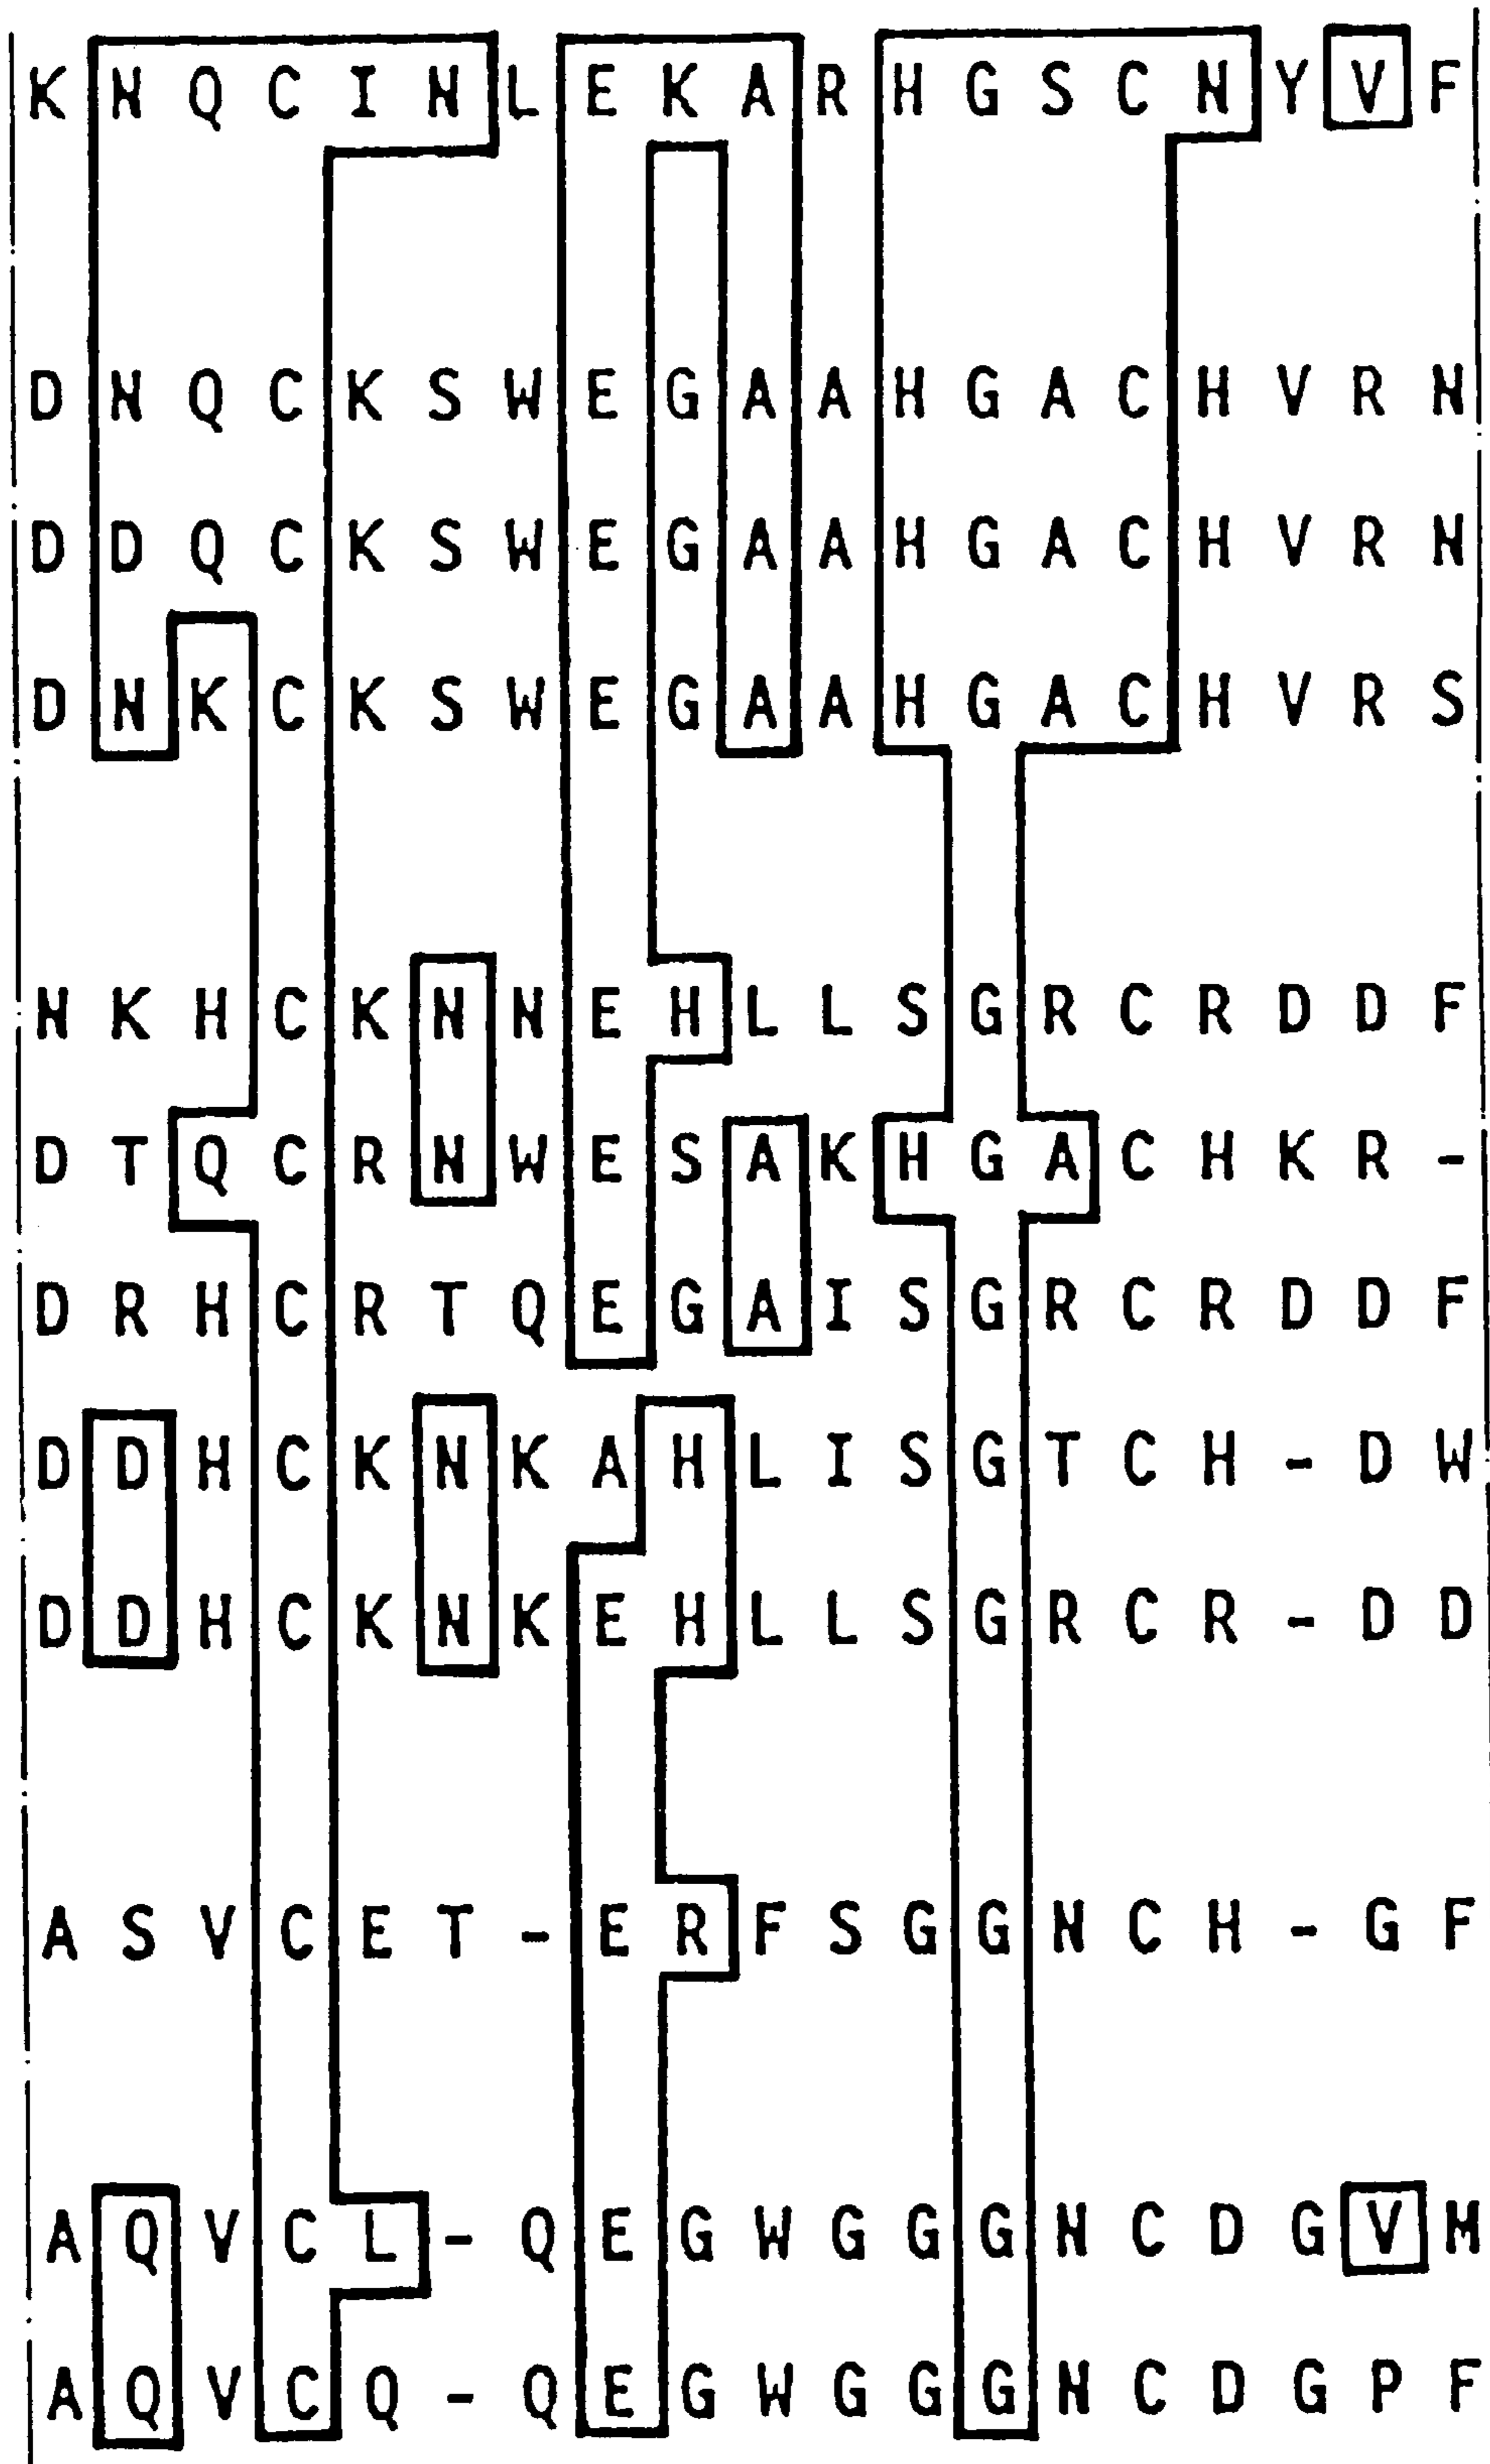 K N Q C I N L E K A R H G S C N Y V F
D N Q C K S W E G A A H G A C H V R N
D D Q C K S W E G A A H G A C H V R N
D N K C K S W E G A A H G A C H V R S
N K H C K N N E H L L S G R C R D D F
D T Q C R N W E S A K H G A C H K R -
D R H C R T Q E G A I S G R C R D D F
D D H C K N K A H L I S G T C H - D W
D D H C K N K E H L L S G R C R - D D
A S V C E T - E R F S G G N C H - G F
A Q V C L - Q E G W G G G N C D G V M
A Q V C Q - Q E G W G G G N C D G P F